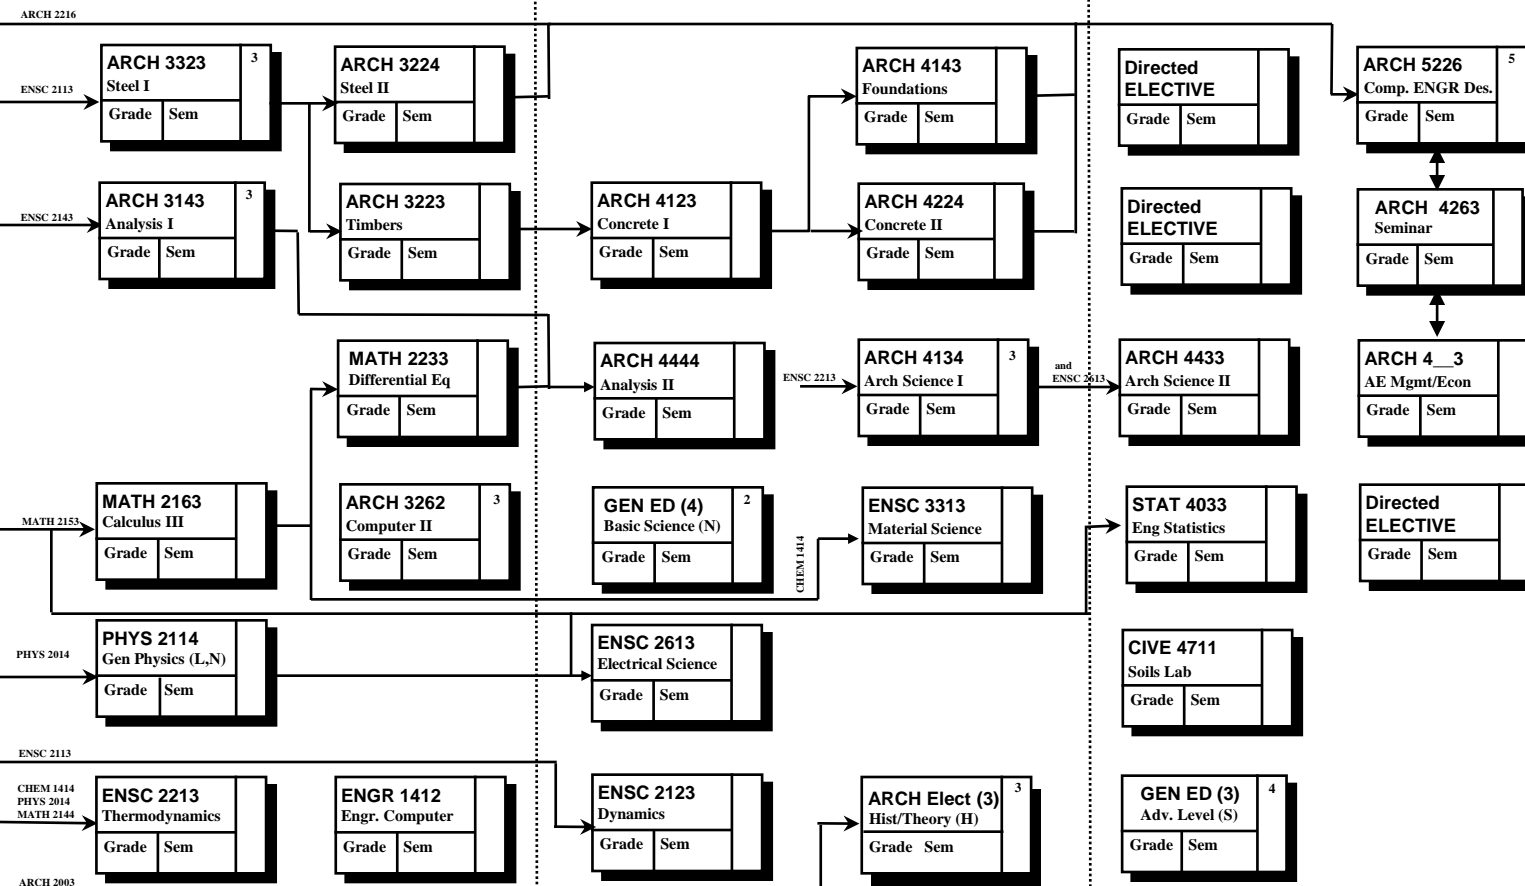 ARCH 2216
ENSC 2113
ARCH 3323
3
Steel I
Grade Sem
ARCH 3224
Steel II
Grade Sem
ARCH 4143
Foundations
Grade Sem
Directed
ELECTIVE
Grade Sem
ARCH 5226
5
Comp. ENGR Des.
Grade Sem
ENSC 2143
ARCH 3143
3
Analysis I
Grade Sem
ARCH 3223
Timbers
Grade Sem
ARCH 4123
Concrete I
Grade Sem
ARCH 4224
Concrete II
Grade Sem
Directed
ELECTIVE
Grade Sem
ARCH 4263
Seminar
Grade Sem
MATH 2233
Differential Eq
Grade Sem
ARCH 4444
Analysis II
Grade Sem
ENSC 2213
ARCH 4134
3
Arch Science I
Grade Sem
and
ENSC 2613
ARCH 4433
Arch Science II
Grade Sem
ARCH 4__3
AE Mgmt/Econ
Grade Sem
MATH 2153
MATH 2163
Calculus III
Grade Sem
ARCH 3262
3
Computer II
Grade Sem
GEN ED (4)
2
Basic Science (N)
Grade Sem
CHEM 1414
ENSC 3313
Material Science
Grade Sem
STAT 4033
Eng Statistics
Grade Sem
Directed
ELECTIVE
Grade Sem
PHYS 2014
PHYS 2114
Gen Physics (L,N)
Grade Sem
ENSC 2613
Electrical Science
Grade Sem
CIVE 4711
Soils Lab
Grade Sem
ENSC 2113
CHEM 1414
PHYS 2014
MATH 2144
ENSC 2213
Thermodynamics
Grade Sem
ENGR 1412
Engr. Computer
Grade Sem
ENSC 2123
Dynamics
Grade Sem
ARCH Elect (3)
3
Hist/Theory (H)
Grade Sem
GEN ED (3)
4
Adv. Level (S)
Grade Sem
ARCH 2003